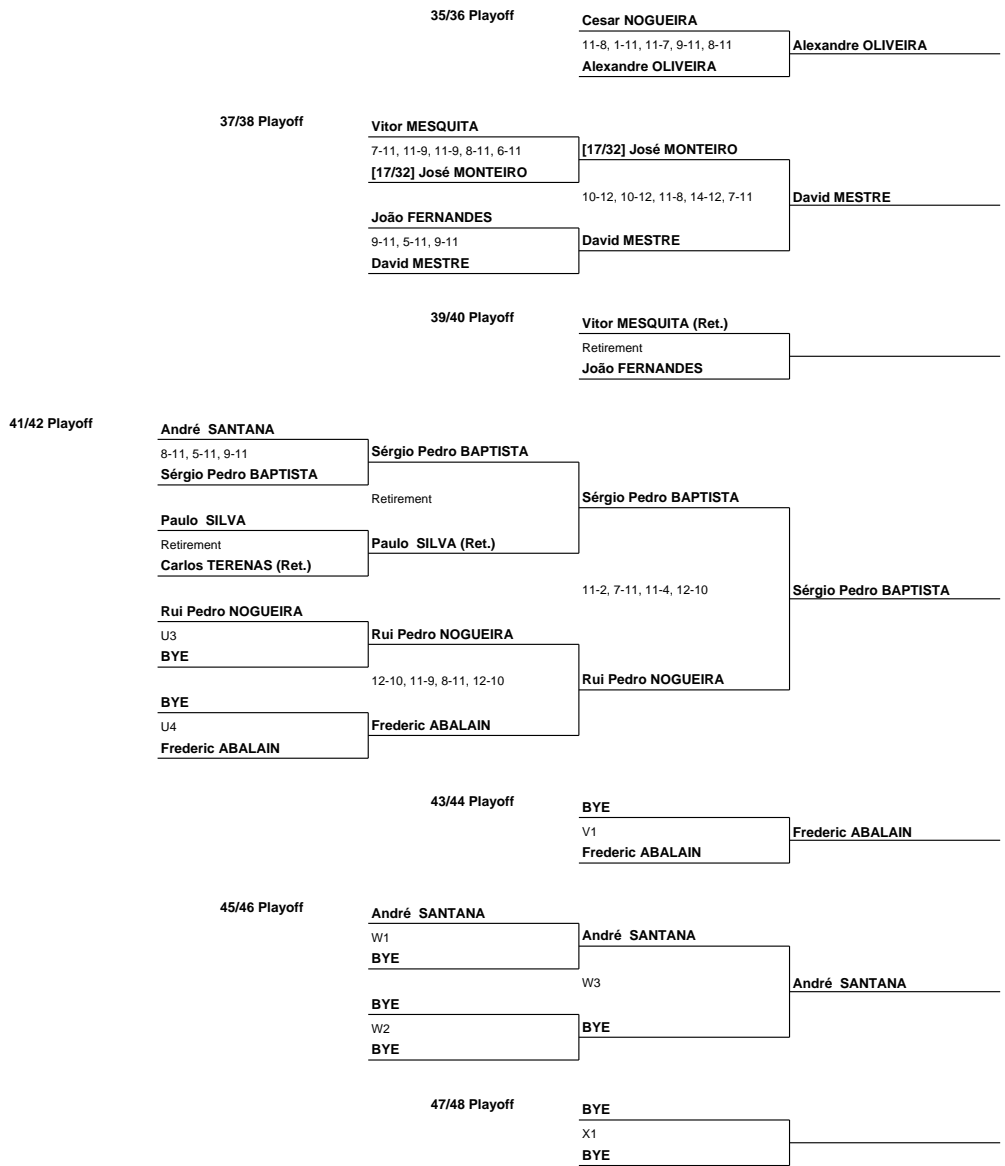 35/36 Playoff
Cesar NOGUEIRA
11-8, 1-11, 11-7, 9-11, 8-11
Alexandre OLIVEIRA
Alexandre OLIVEIRA
37/38 Playoff
Vitor MESQUITA
7-11, 11-9, 11-9, 8-11, 6-11
[17/32] José MONTEIRO
[17/32] José MONTEIRO
10-12, 10-12, 11-8, 14-12, 7-11
David MESTRE
João FERNANDES
9-11, 5-11, 9-11
David MESTRE
David MESTRE
39/40 Playoff
Vitor MESQUITA (Ret.)
Retirement
João FERNANDES
41/42 Playoff
André  SANTANA
8-11, 5-11, 9-11
Sérgio Pedro BAPTISTA
Sérgio Pedro BAPTISTA
Retirement
Sérgio Pedro BAPTISTA
Paulo  SILVA
Retirement
Paulo  SILVA (Ret.)
Carlos TERENAS (Ret.)
11-2, 7-11, 11-4, 12-10
Sérgio Pedro BAPTISTA
Rui Pedro NOGUEIRA
U3
Rui Pedro NOGUEIRA
BYE
12-10, 11-9, 8-11, 12-10
Rui Pedro NOGUEIRA
BYE
U4
Frederic ABALAIN
Frederic ABALAIN
43/44 Playoff
BYE
V1
Frederic ABALAIN
Frederic ABALAIN
45/46 Playoff
André  SANTANA
W1
André  SANTANA
BYE
W3
André  SANTANA
BYE
W2
BYE
BYE
47/48 Playoff
BYE
X1
BYE